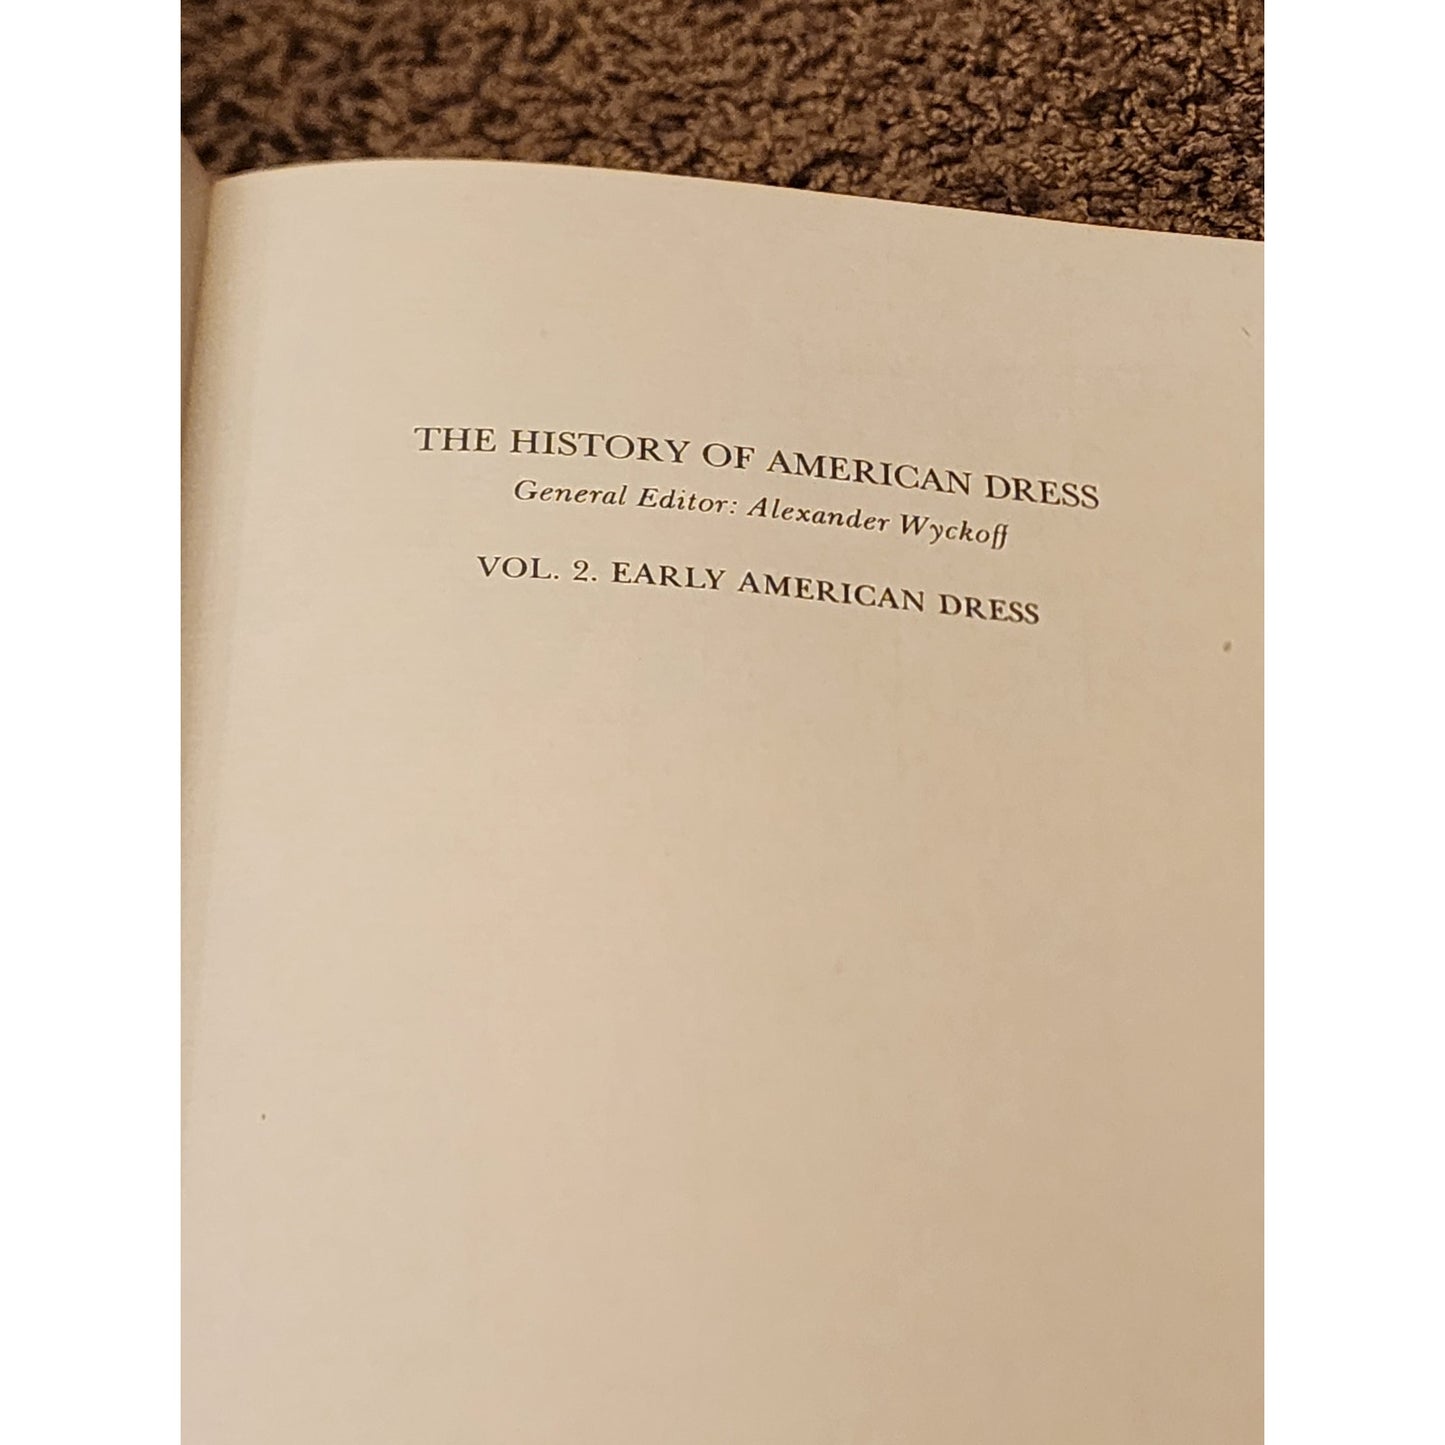 THE HISTORY OF AMERICAN DRESS
General Editor: Alexander Wyckoff
VOL. 2. EARLY AMERICAN DRESS